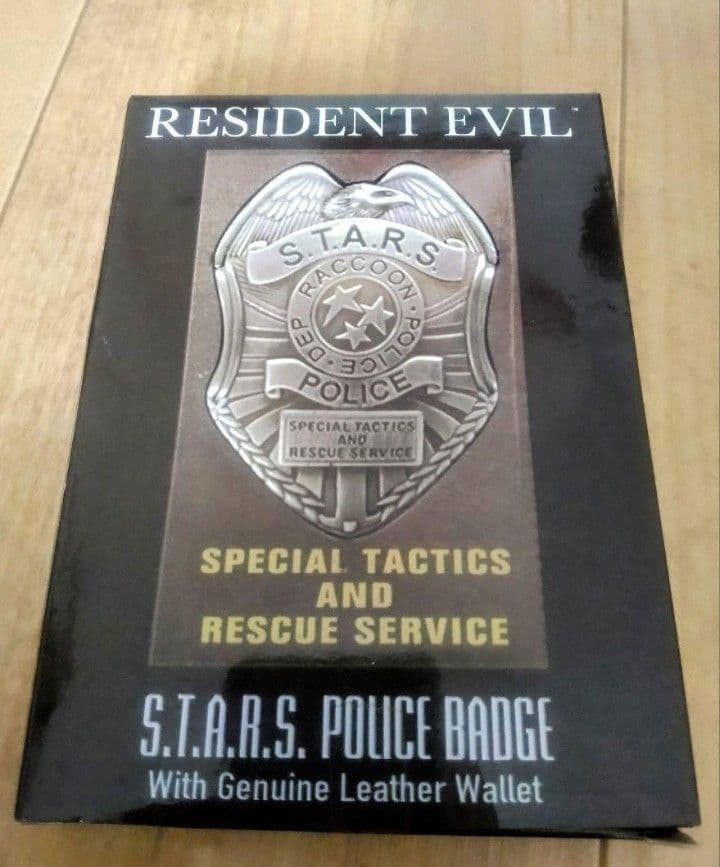 RESIDENT EVIL™
S.T.A.R.S.
RACCOON • POLICE • DEP
POLICE
SPECIAL TACTICS
AND
RESCUE SERVICE
SPECIAL TACTICS
AND
RESCUE SERVICE
S.T.A.R.S. POLICE BADGE
With Genuine Leather Wallet